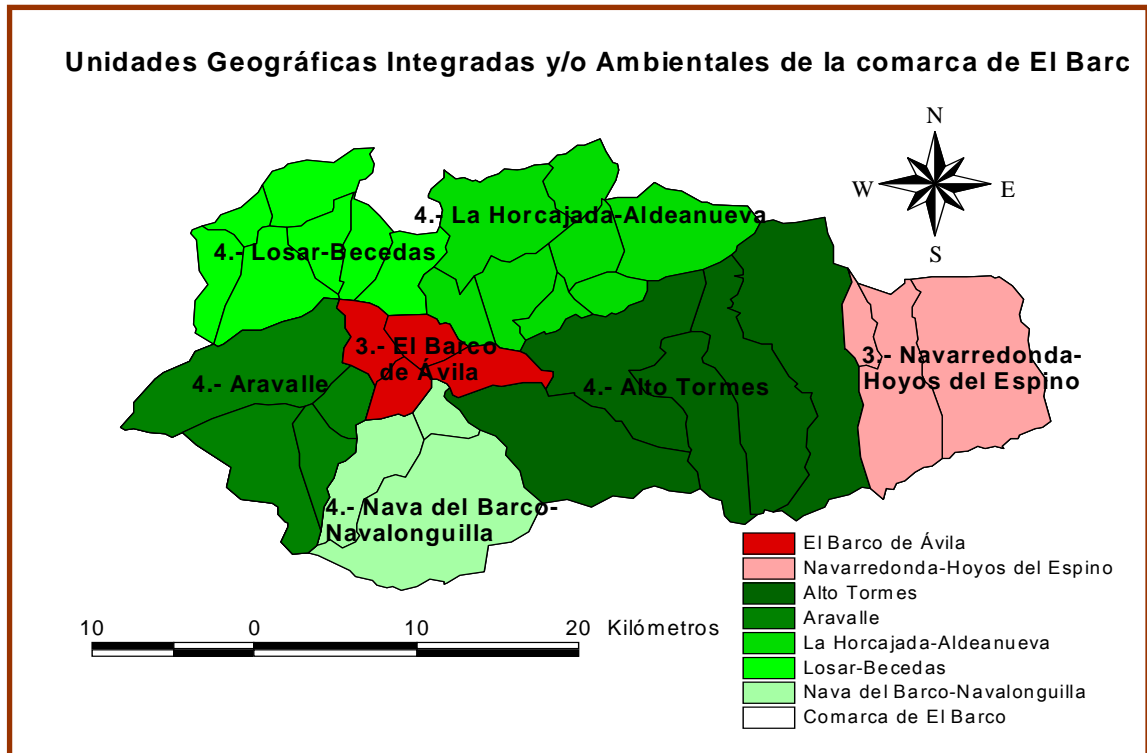 Unidades Geográficas Integradas y/o Ambientales de la comarca de El Barc
N
W
E
S
4.- La Horcajada-Aldeanueva
4.- Losar-Becedas
3.- El Barco
de Ávila
3.- Navarredonda-
Hoyos del Espino
4.- Aravalle
4.- Alto Tormes
4.- Nava del Barco-
Navalonguilla
El Barco de Ávila
Navarredonda-Hoyos del Espino
Alto Tormes
Aravalle
La Horcajada-Aldeanueva
Losar-Becedas
Nava del Barco-Navalonguilla
Comarca de El Barco
10 0 10 20 Kilómetros